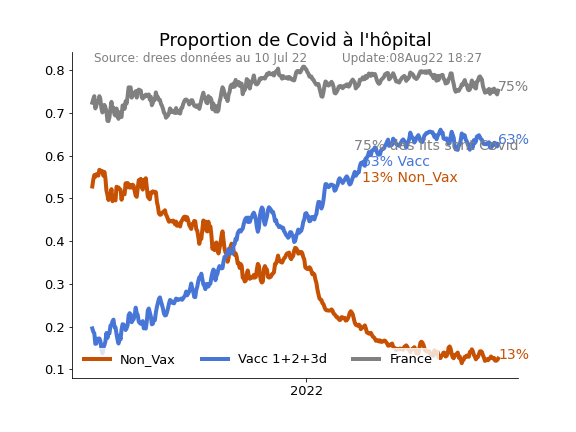 Proportion de Covid à l'hôpital
Source: drees données au 10 Jul 22 Update:08Aug22 18:27
0.8
75%
0.7
63%
75% des lits sont Covid
0.6
63% Vacc
13% Non_Vax
0.5
0.4
0.3
0.2
13%
Non_Vax Vacc 1+2+3d France
0.1
2022